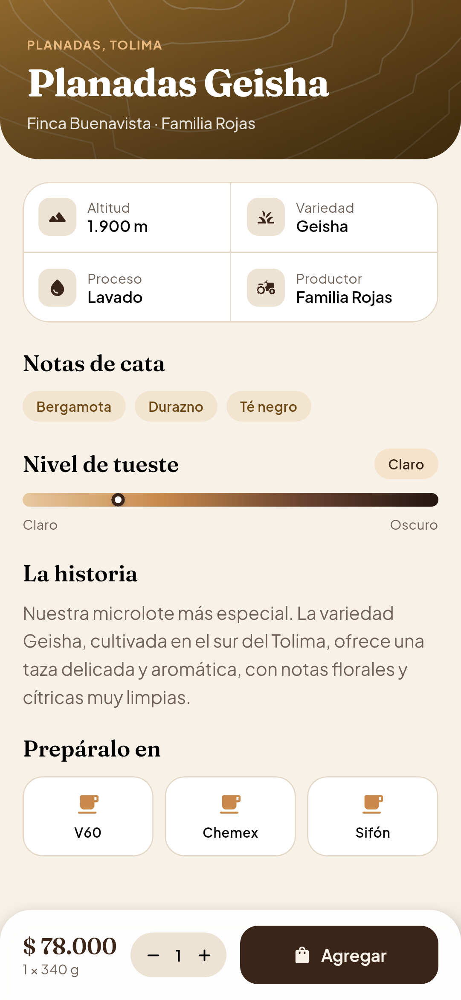 PLANADAS, TOLIMA
Planadas Geisha
Finca Buenavista · Familia Rojas
Altitud
1.900 m
Variedad
Geisha
Proceso
Lavado
Productor
Familia Rojas
Notas de cata
Bergamota
Durazno
Té negro
Nivel de tueste
Claro
Claro
Oscuro
La historia
Nuestra microlote más especial. La variedad
Geisha, cultivada en el sur del Tolima, ofrece una
taza delicada y aromática, con notas florales y
cítricas muy limpias.
Prepáralo en
V60
Chemex
Sifón
$ 78.000
1 × 340 g
− 1 +
Agregar